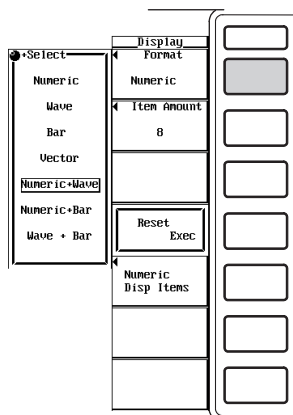 Display
Format
Numeric
Item Amount
8
Reset
Exec
Numeric
Disp Items
Select
Numeric
Wave
Bar
Vector
Numeric+Wave
Numeric+Bar
Wave + Bar